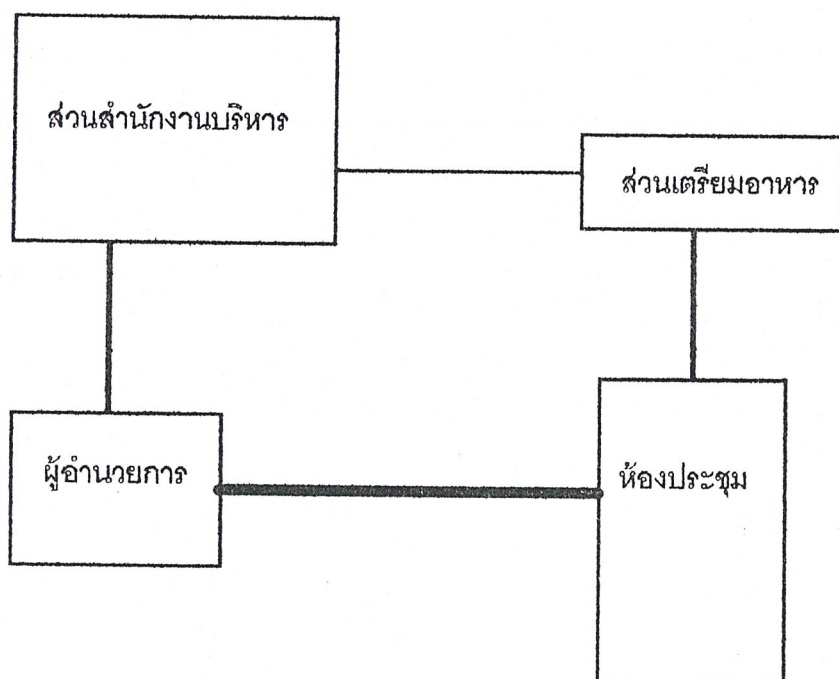 ส่วนสำนักงานบริหาร
ส่วนเตรียมอาหาร
ผู้อำนวยการ
ห้องประชุม